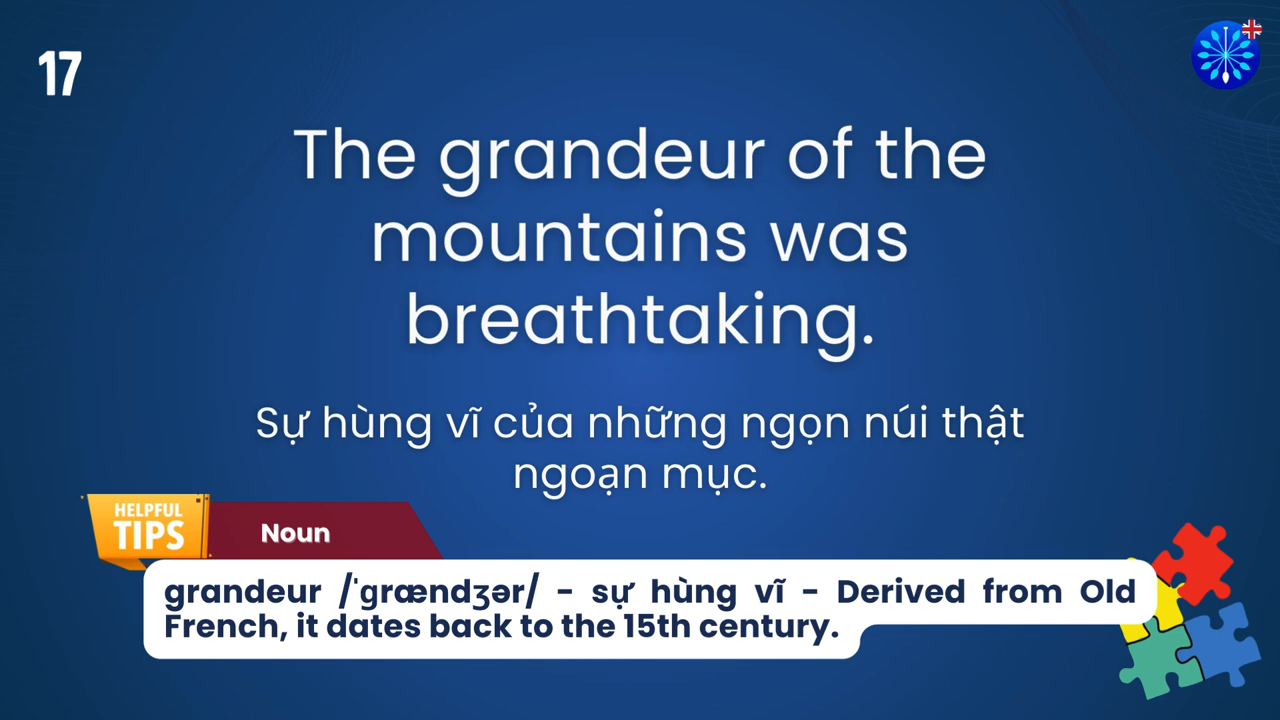 17
The grandeur of the
mountains was
breathtaking.
Sự hùng vĩ của những ngọn núi thật
ngoạn mục.
HELPFUL
TIPS
Noun
grandeur /ˈɡrændʒər/ - sự hùng vĩ - Derived from Old
French, it dates back to the 15th century.